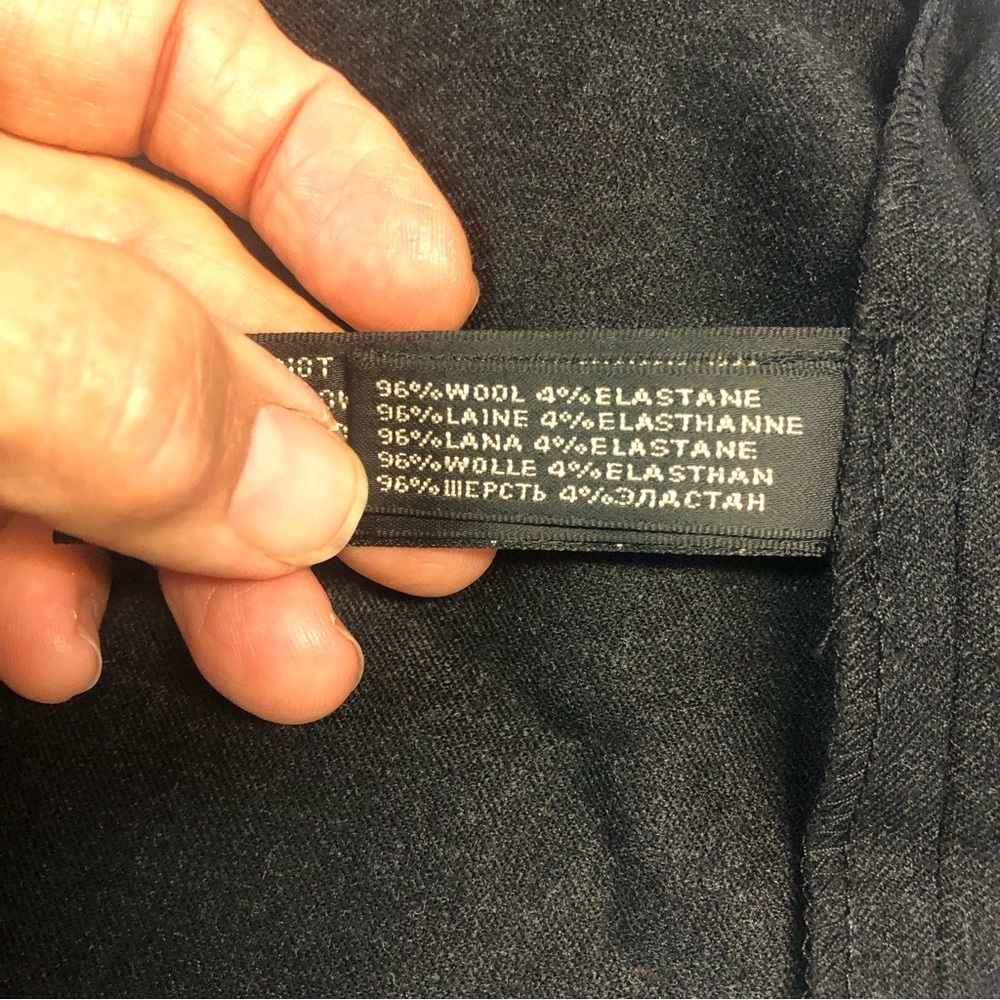 96%WOOL 4%ELASTANE
96%LAINE 4%ELASTHANNE
96%LANA 4%ELASTANE
96%WOLLE 4%ELASTHAN
96%ШЕРСТЬ 4%ЭЛАСТАН